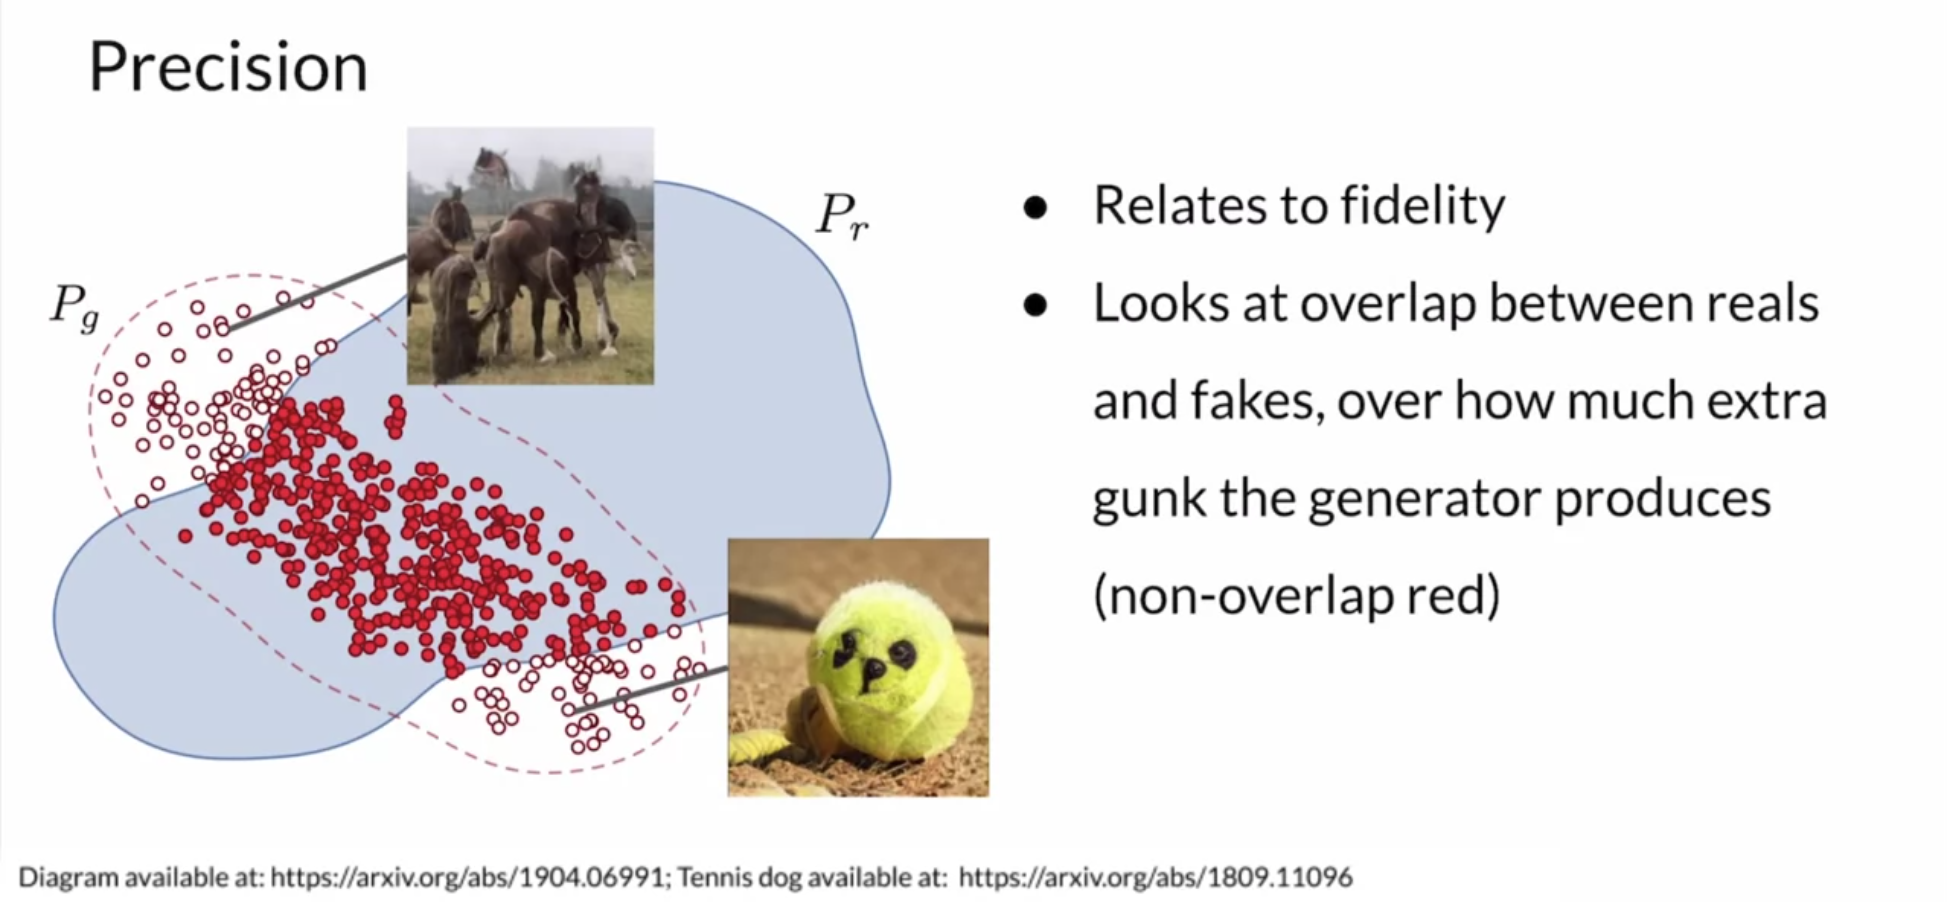 Precision
P_r
P_g
● Relates to fidelity
● Looks at overlap between reals
and fakes, over how much extra
gunk the generator produces
(non-overlap red)
Diagram available at: https://arxiv.org/abs/1904.06991; Tennis dog available at: https://arxiv.org/abs/1809.11096